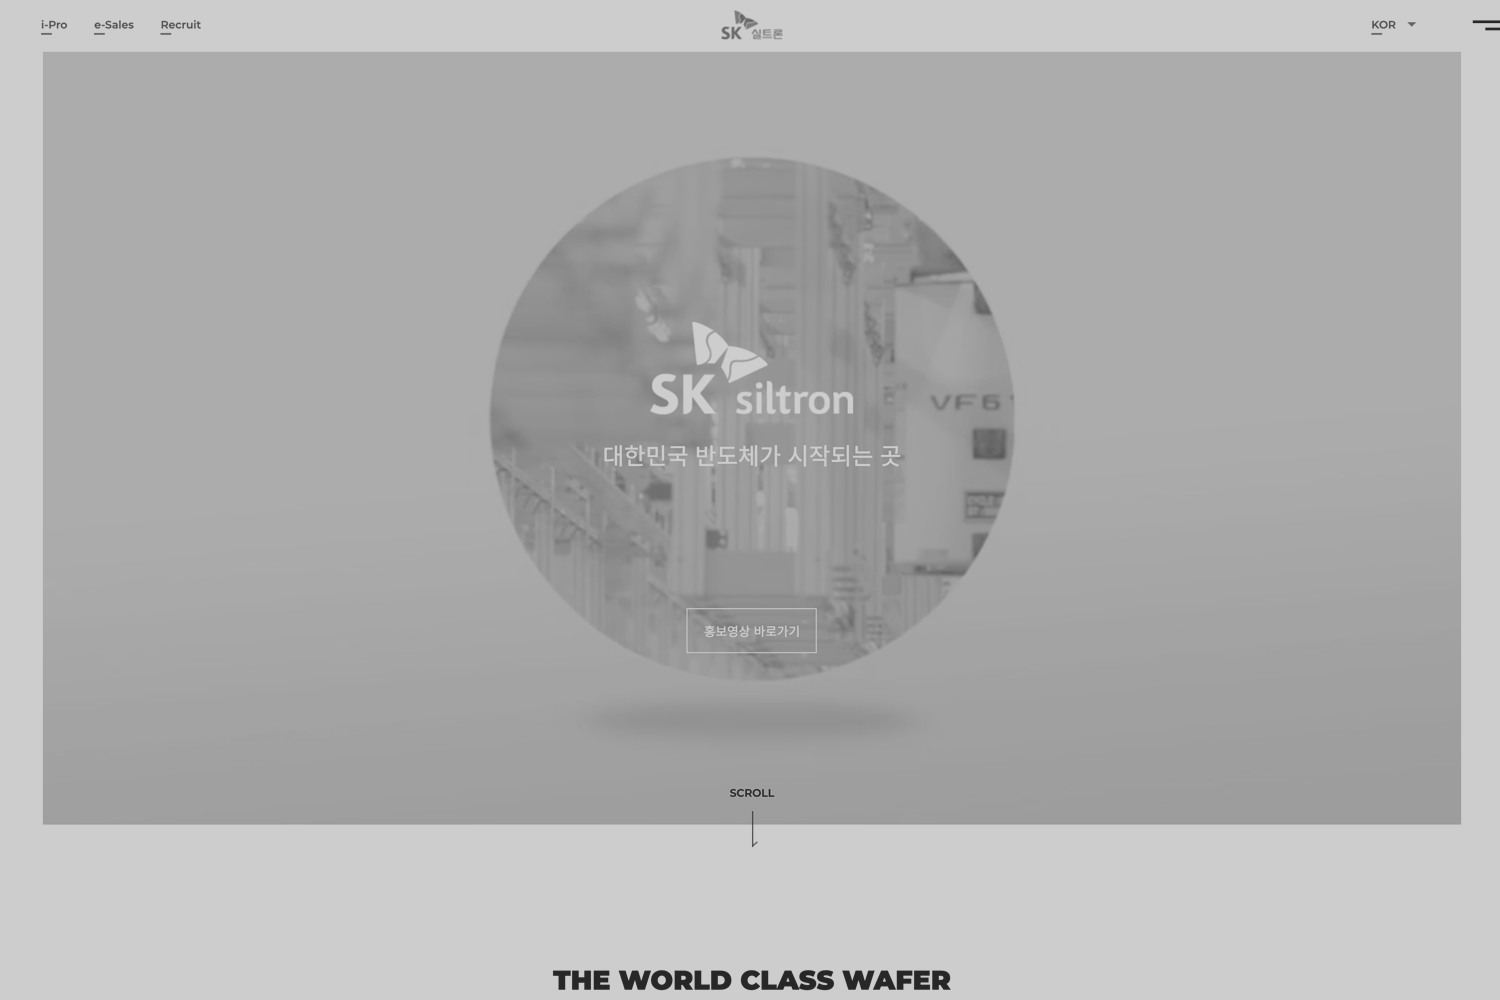 i-Pro
e-Sales
Recruit
SK 실트론
KOR
VF6
SK siltron
대한민국 반도체가 시작되는 곳
홍보영상 바로가기
SCROLL
THE WORLD CLASS WAFER